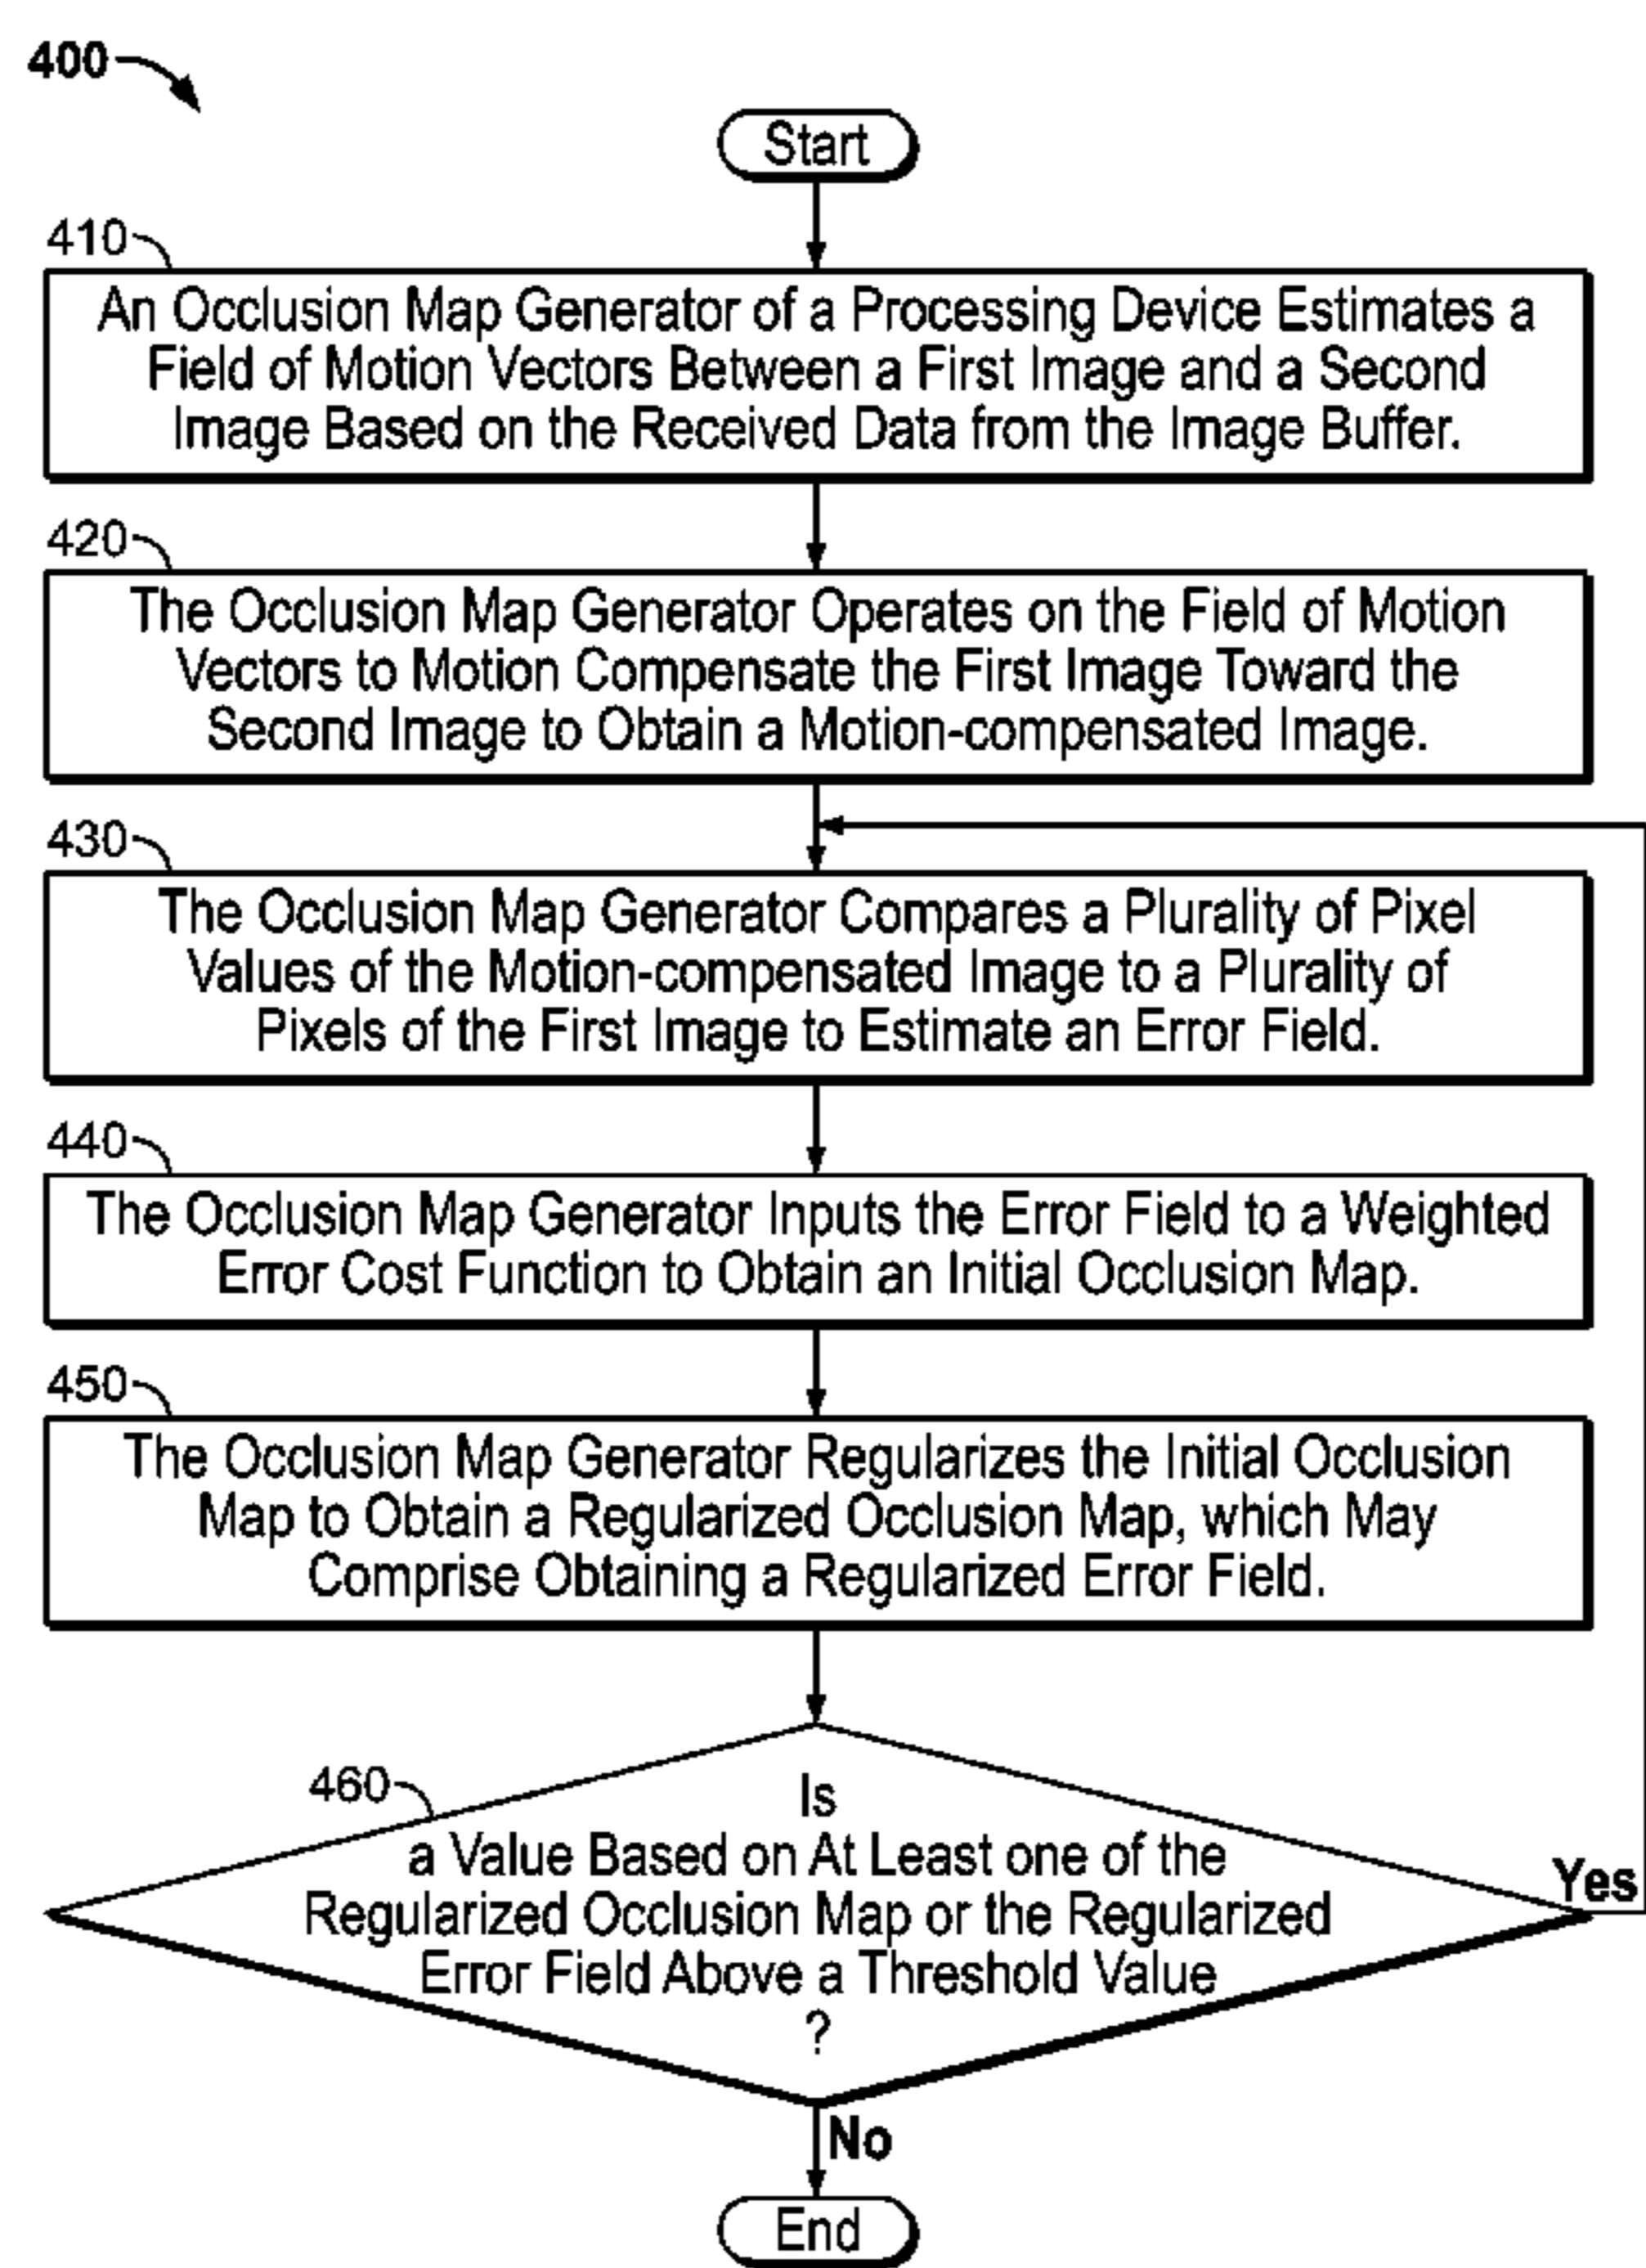 400
Start
410
An Occlusion Map Generator of a Processing Device Estimates a
Field of Motion Vectors Between a First Image and a Second
Image Based on the Received Data from the Image Buffer.
420
The Occlusion Map Generator Operates on the Field of Motion
Vectors to Motion Compensate the First Image Toward the
Second Image to Obtain a Motion-compensated Image.
430
The Occlusion Map Generator Compares a Plurality of Pixel
Values of the Motion-compensated Image to a Plurality of
Pixels of the First Image to Estimate an Error Field.
440
The Occlusion Map Generator Inputs the Error Field to a Weighted
Error Cost Function to Obtain an Initial Occlusion Map.
450
The Occlusion Map Generator Regularizes the Initial Occlusion
Map to Obtain a Regularized Occlusion Map, which May
Comprise Obtaining a Regularized Error Field.
460
Is
a Value Based on At Least one of the
Regularized Occlusion Map or the Regularized
Error Field Above a Threshold Value
?
Yes
No
End